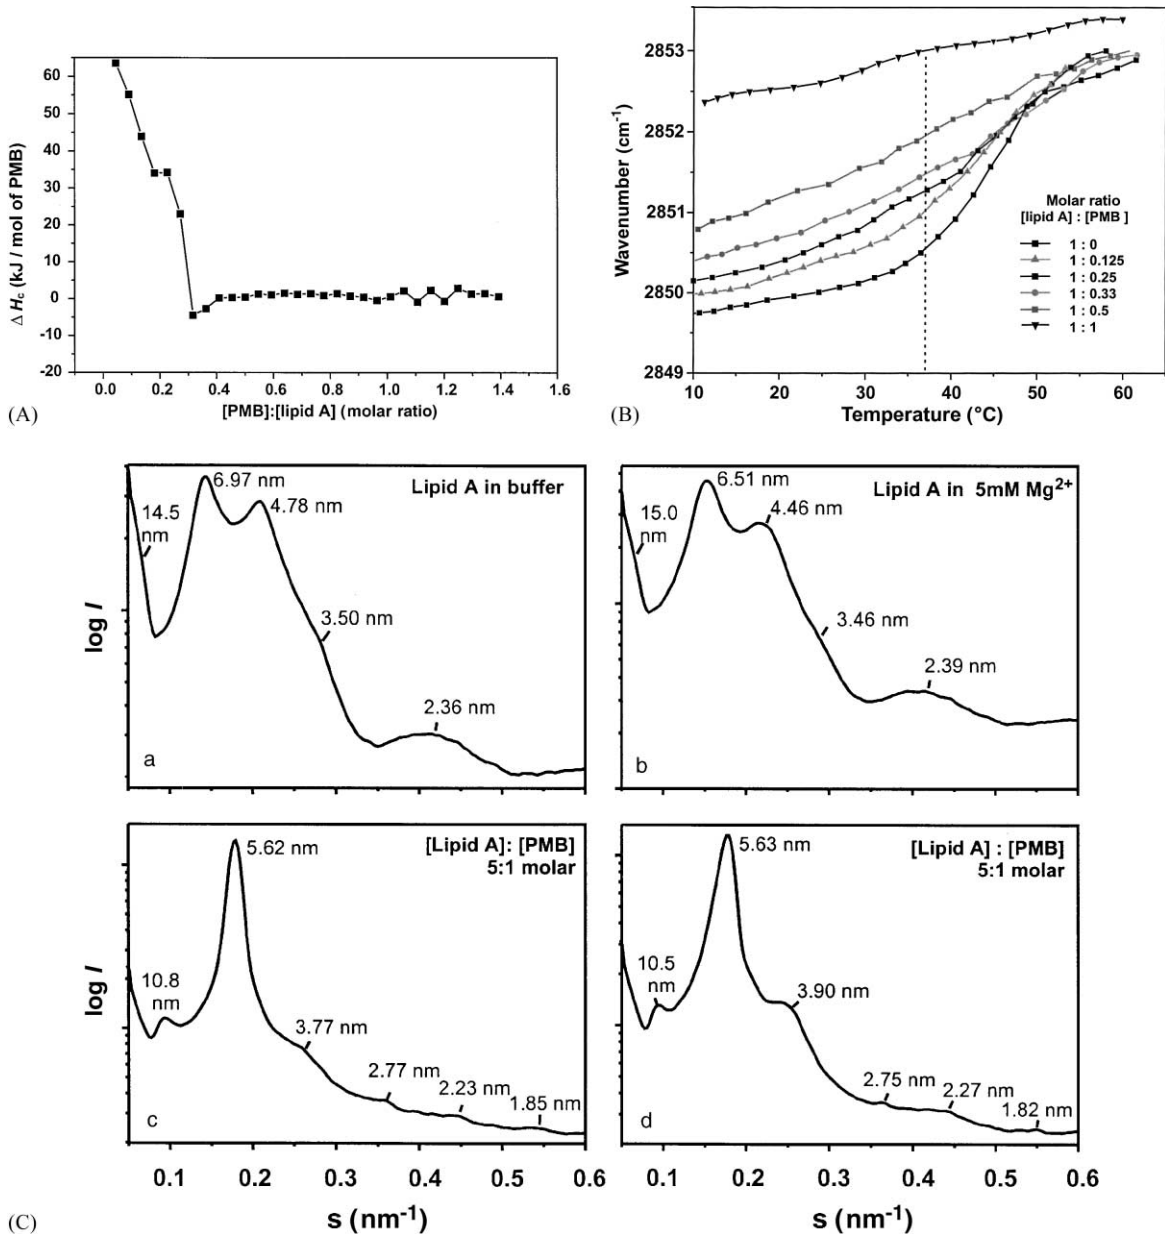 60
50
40
30
20
10
0
-10
-20
Δ Hc (kJ / mol of PMB)
0.0 0.2 0.4 0.6 0.8 1.0 1.2 1.4 1.6
[PMB]:[lipid A] (molar ratio)
(A)
2853
2852
2851
2850
2849
Wavenumber (cm-1)
Molar ratio
[lipid A] : [PMB ]
1 : 0
1 : 0.125
1 : 0.25
1 : 0.33
1 : 0.5
1 : 1
10 20 30 40 50 60
Temperature (°C)
(B)
log I
Lipid A in buffer
14.5 nm
6.97 nm
4.78 nm
3.50 nm
2.36 nm
a
Lipid A in 5mM Mg2+
15.0 nm
6.51 nm
4.46 nm
3.46 nm
2.39 nm
b
log I
[Lipid A]: [PMB]
5:1 molar
10.8 nm
5.62 nm
3.77 nm
2.77 nm
2.23 nm
1.85 nm
c
0.1 0.2 0.3 0.4 0.5 0.6
s (nm-1)
[Lipid A] : [PMB]
5:1 molar
10.5 nm
5.63 nm
3.90 nm
2.75 nm
2.27 nm
1.82 nm
d
0.1 0.2 0.3 0.4 0.5 0.6
s (nm-1)
(C)